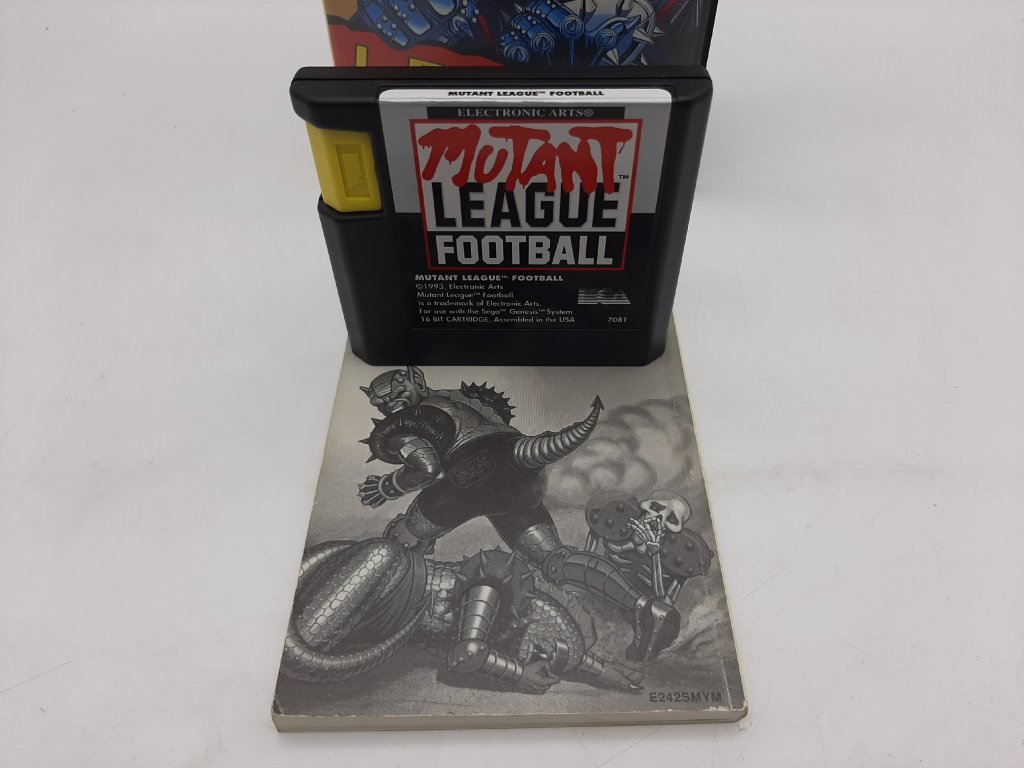 MUTANT LEAGUE™ FOOTBALL
ELECTRONIC ARTS®
MUTANT™
LEAGUE
FOOTBALL
MUTANT LEAGUE™ FOOTBALL
©1993, Electronic Arts
Mutant League™ Football
is a trademark of Electronic Arts.
For use with the Sega™ Genesis™ System
16 BIT CARTRIDGE, Assembled in the USA 7081
E242SMYM